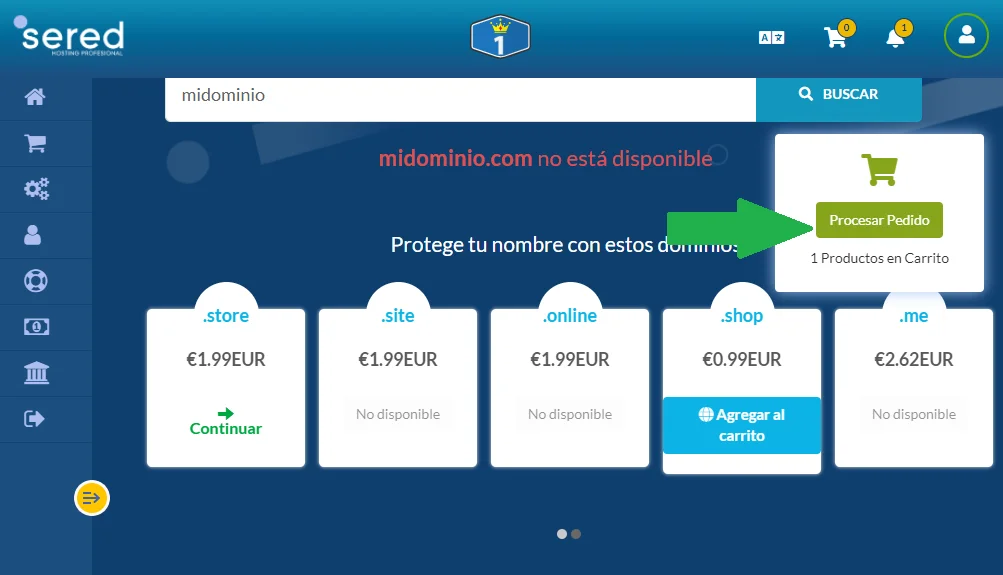 sered
HOSTING PROFESIONAL
1
0
1
midominio
BUSCAR
midominio.com no está disponible
Procesar Pedido
1 Productos en Carrito
Protege tu nombre con estos dominios
.store
€1.99EUR
Continuar
.site
€1.99EUR
No disponible
.online
€1.99EUR
No disponible
.shop
€0.99EUR
Agregar al
carrito
.me
€2.62EUR
No disponible